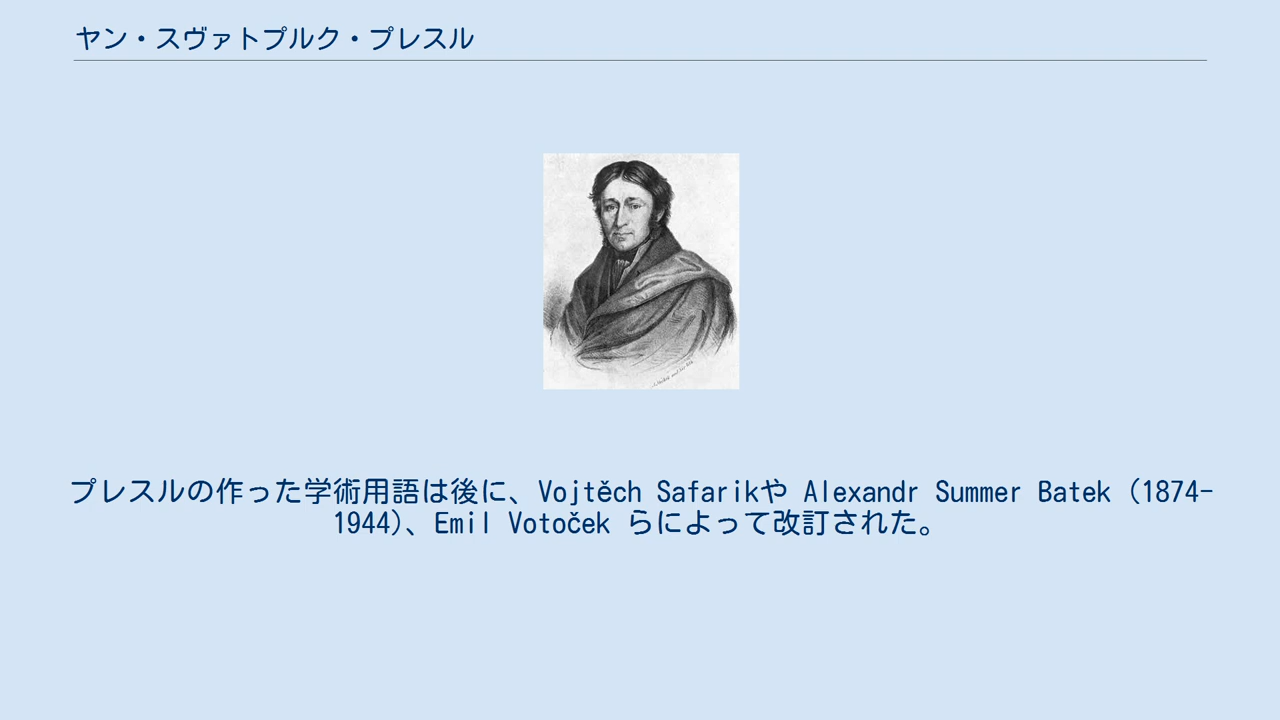 ヤン・スヴァトプルク・プレスル
プレスルの作った学術用語は後に、Vojtěch Safarikや Alexandr Summer Batek (1874-
1944)、Emil Votoček らによって改訂された。